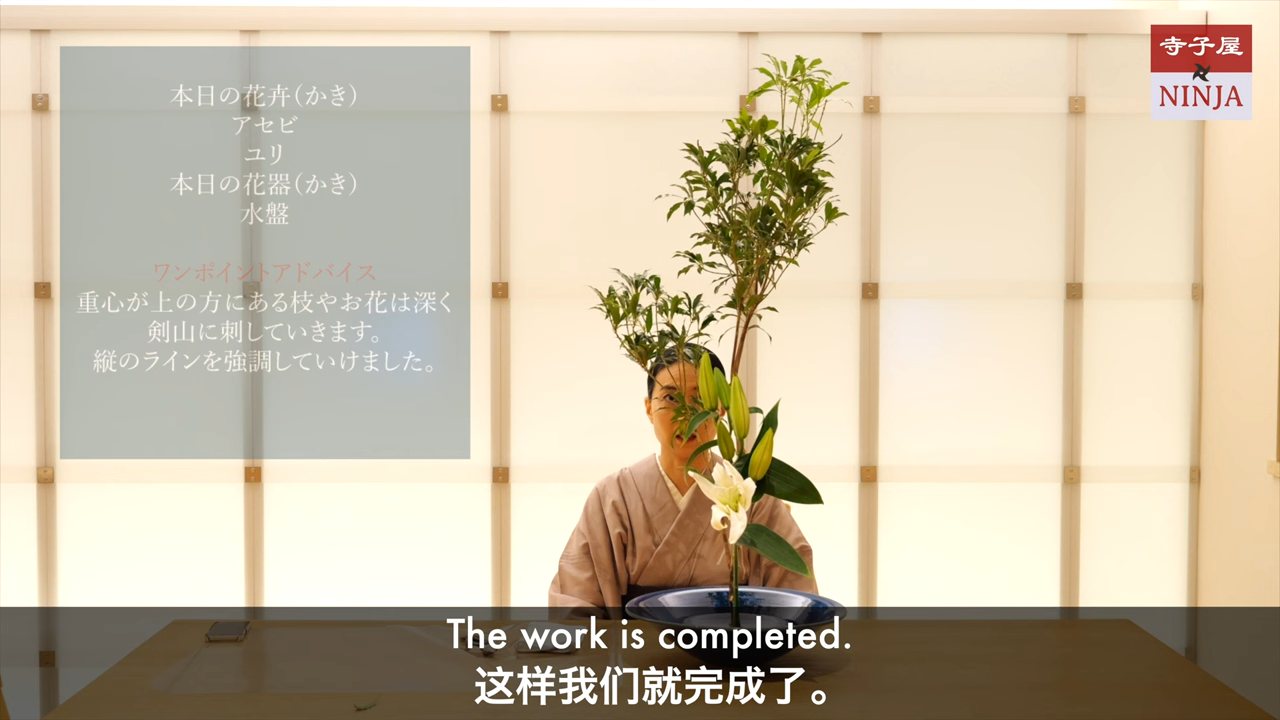 本日の花卉(かき)
アセビ
ユリ
本日の花器(かき)
水盤
ワンポイントアドバイス
重心が上の方にある枝やお花は深く
剣山に刺していきます。
縦のラインを強調していけました。
寺子屋
NINJA
The work is completed.
这样我们就完成了。